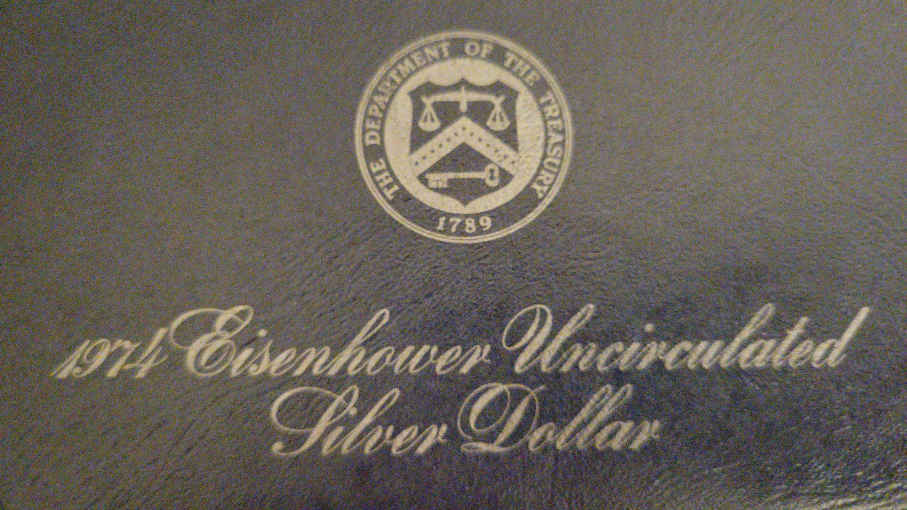 THE DEPARTMENT OF THE TREASURY
1789
1974 Eisenhower Uncirculated
Silver Dollar